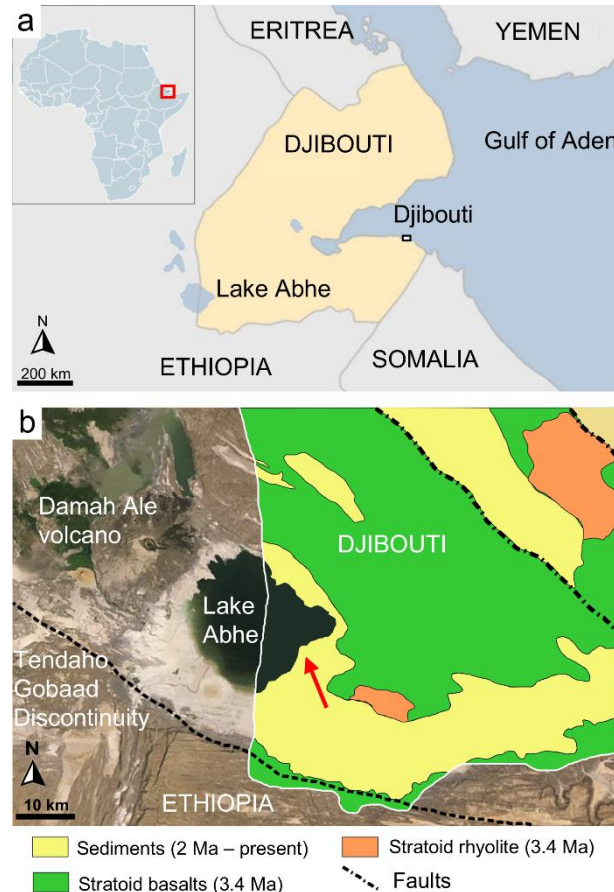 a
ERITREA
YEMEN
DJIBOUTI
Gulf of Aden
Djibouti
Lake Abhe
N
200 km
ETHIOPIA
SOMALIA
b
Damah Ale
volcano
DJIBOUTI
Lake
Abhe
Tendaho
Gobaad
Discontinuity
N
10 km
ETHIOPIA
Sediments (2 Ma – present)
Stratoid rhyolite (3.4 Ma)
Stratoid basalts (3.4 Ma)
Faults